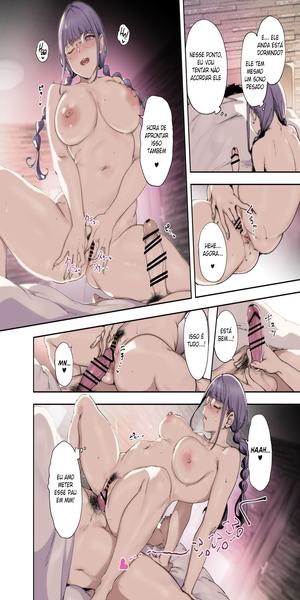 E... ELE
AINDA ESTÁ
DORMINDO?
ELE TEM
MESMO UM
SONO
PESADO
NESSE PONTO,
EU VOU
TENTAR NÃO
ACORDAR ELE
HEHE...
AGORA...
HORA DE
APRONTAR
ISSO
TAMBÉM
♥
ESTÁ
BEM...!
ISSO É
TUDO...!
MN...
♥
HAAH...
♥
EU AMO
METER
ESSE PAU
EM MIM!